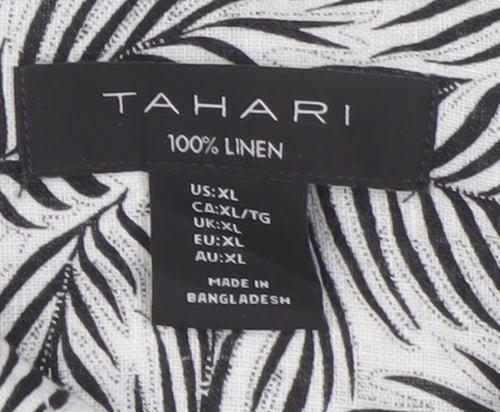 TAHARI
100% LINEN
US:XL
CA:XL/TG
UK:XL
EU:XL
AU:XL
MADE IN
BANGLADESH